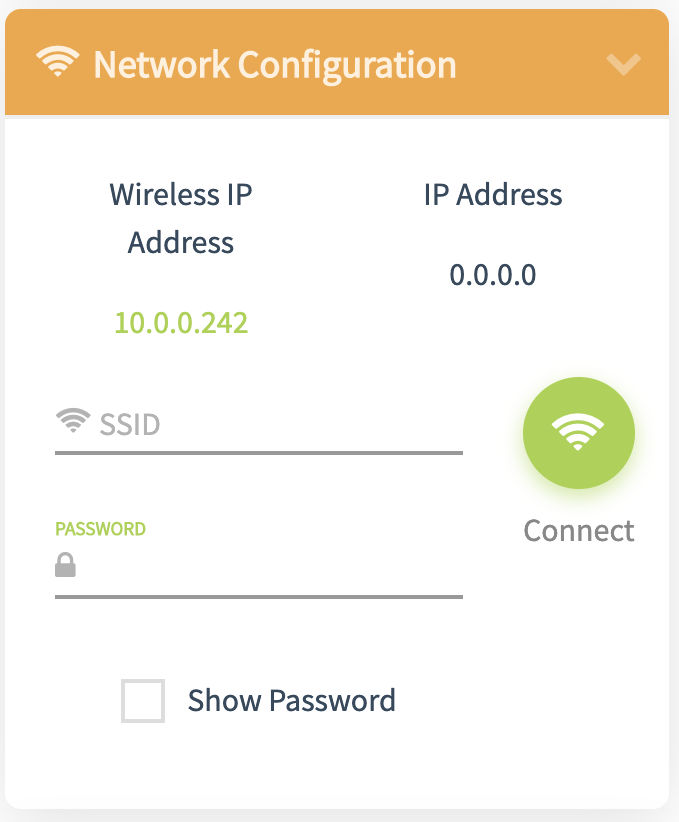 Network Configuration
Wireless IP
Address
10.0.0.242
IP Address
0.0.0.0
SSID
PASSWORD
Connect
Show Password